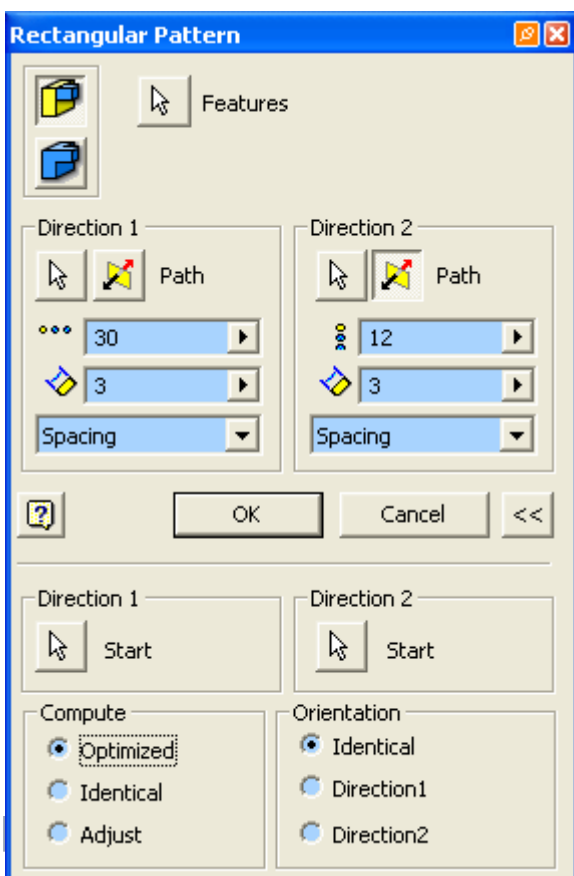 Rectangular Pattern
Features
Direction 1
Direction 2
Path
Path
30
12
3
3
Spacing
Spacing
OK
Cancel
<<
Direction 1
Direction 2
Start
Start
Compute
Orientation
Optimized
Identical
Identical
Direction1
Adjust
Direction2